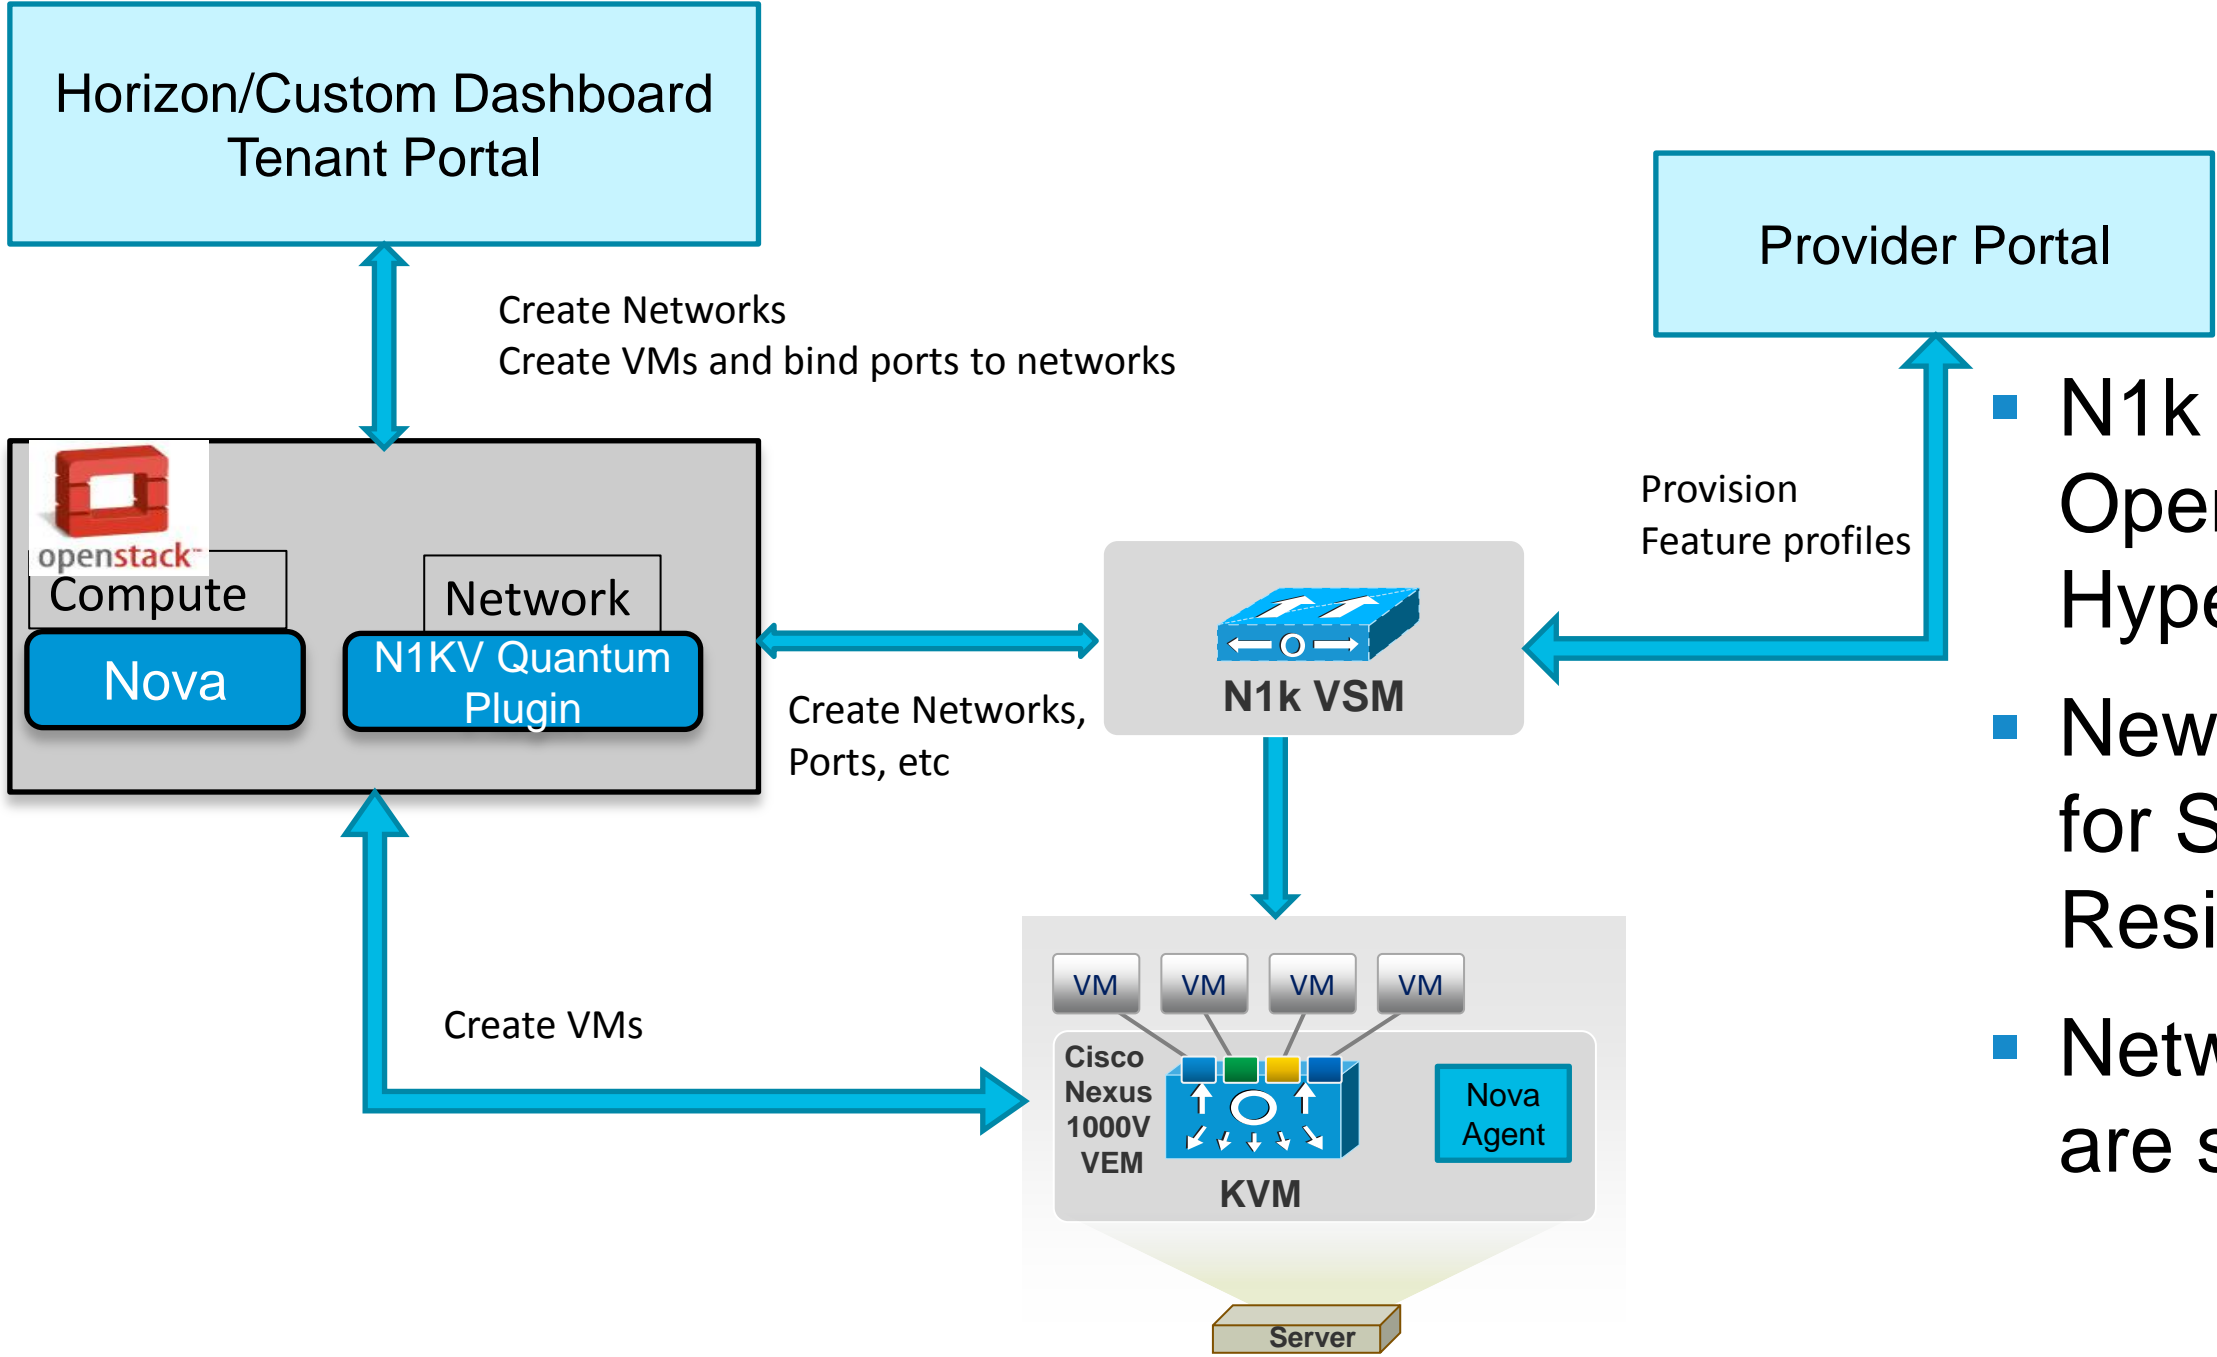 Horizon/Custom Dashboard
Tenant Portal
Provider Portal
Create Networks
Create VMs and bind ports to networks
openstack™
Compute
Network
Nova
N1KV Quantum
Plugin
Create Networks,
Ports, etc
N1k VSM
Provision
Feature profiles
N1k
New
for
are
Create VMs
VM VM VM VM
Cisco
Nexus
1000V
VEM
KVM
Nova
Agent
Server